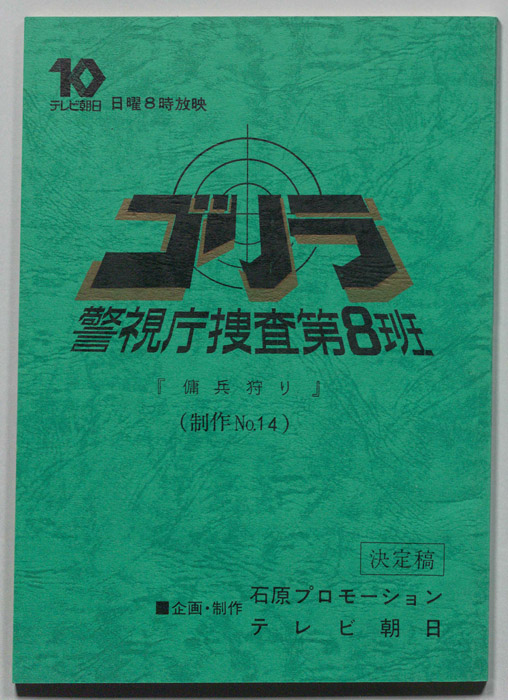 10
テレビ朝日 日曜8時放映
ゴリラ
警視庁捜査第8班
『傭兵狩り』
(制作No.14)
決定稿
■企画・制作 石原プロモーション
テレビ朝日